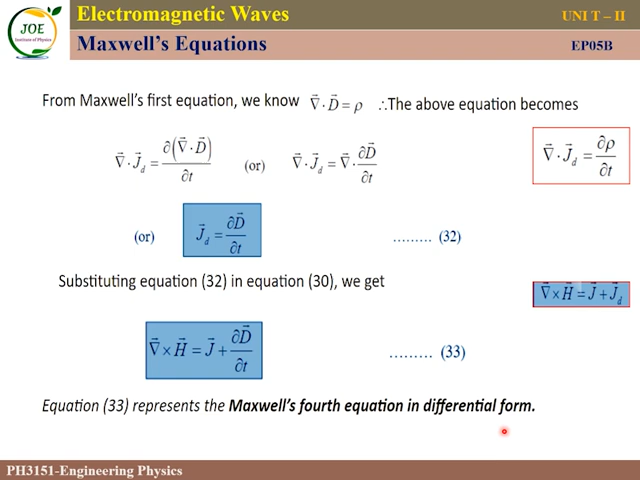 JOE
Institute of Physics
Electromagnetic Waves
UNI T – II
Maxwell's Equations
EP05B
From Maxwell's first equation, we know ∇⃗ · D⃗ = ρ ∴The above equation becomes
∇⃗ · J⃗_d = ∂(∇⃗ · D⃗)/∂t (or) ∇⃗ · J⃗_d = ∇⃗ · ∂D⃗/∂t
∇⃗ · J⃗_d = ∂ρ/∂t
(or) J⃗_d = ∂D⃗/∂t ......... (32)
Substituting equation (32) in equation (30), we get
∇⃗ × H⃗ = J⃗ + J⃗_d
∇⃗ × H⃗ = J⃗ + ∂D⃗/∂t ......... (33)
Equation (33) represents the Maxwell's fourth equation in differential form.
PH3151-Engineering Physics